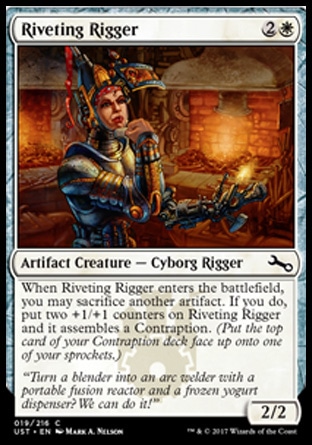 Riveting Rigger 2
Artifact Creature — Cyborg Rigger
When Riveting Rigger enters the battlefield,
you may sacrifice another artifact. If you do,
put two +1/+1 counters on Riveting Rigger
and it assembles a Contraption. (Put the top
card of your Contraption deck face up onto one
of your sprockets.)
"Turn a blender into an arc welder with a
portable fusion reactor and a frozen yogurt
dispenser? We can do it!"
2/2
019/216 C
UST • EN Mark A. Nelson
™ & © 2017 Wizards of the Coast